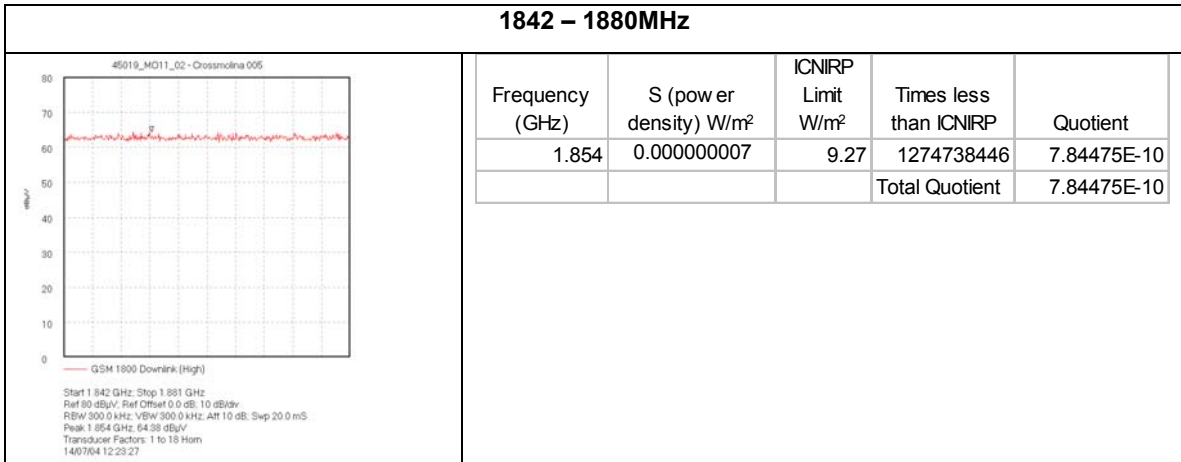 1842 – 1880MHz
45019_MO11_02 - Crossmolina 005
80
70
60
50
40
30
20
10
0
dBµV
GSM 1800 Downlink (High)
Start 1.842 GHz; Stop 1.881 GHz
Ref 80 dBµV; Ref Offset 0.0 dB; 10 dB/div
RBW 300.0 kHz; VBW 300.0 kHz; Att 10 dB; Swp 20.0 mS
Peak 1.854 GHz, 64.38 dBµV
Transducer Factors: 1 to 18 Horn
14/07/04 12:23:27
Frequency (GHz) S (pow er density) W/m² ICNIRP Limit W/m² Times less than ICNIRP Quotient
1.854 0.000000007 9.27 1274738446 7.84475E-10
Total Quotient 7.84475E-10